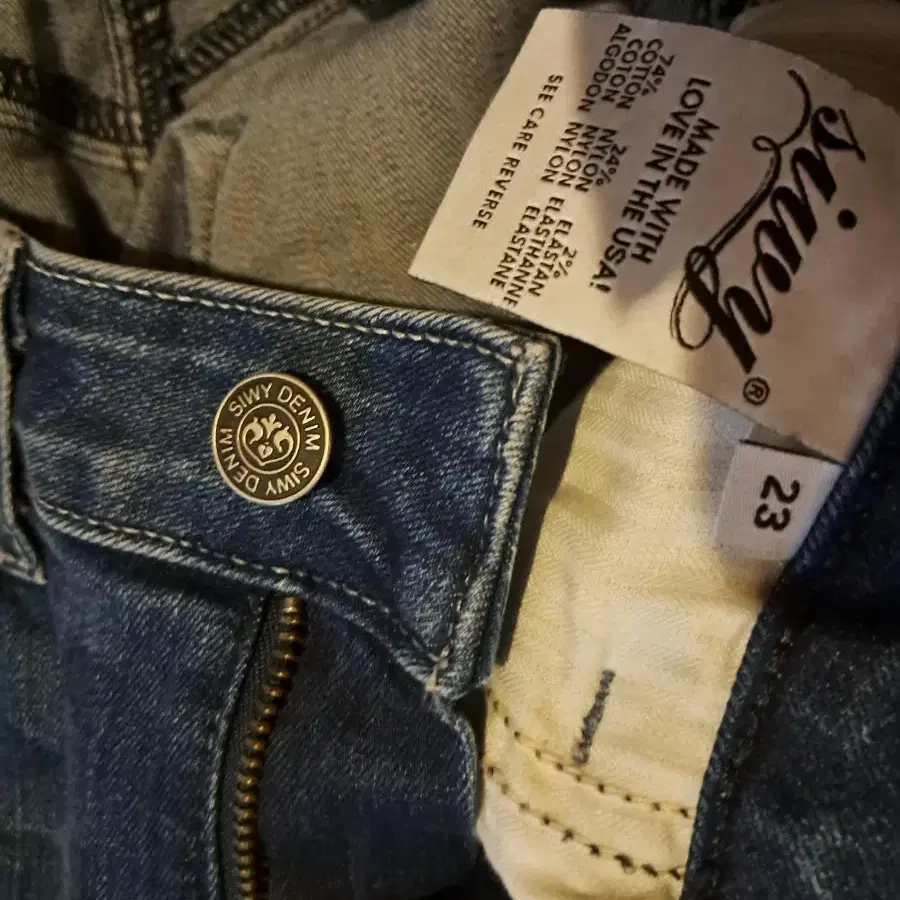 siwy®
MADE WITH
LOVE IN THE
USA!
74% 24% 2%
COTTON NYLON ELASTAN
COTON NYLON ELASTHANNE
ALGODON NYLON ELASTANE
SEE CARE REVERSE
23
SIWY DENIM SIWY DENIM